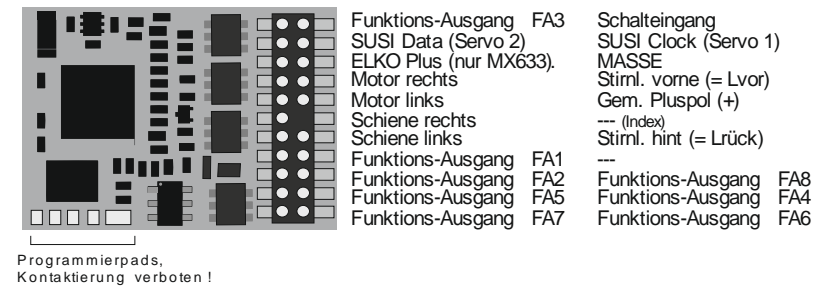 Funktions-Ausgang FA3 Schalteingang
SUSI Data (Servo 2) SUSI Clock (Servo 1)
ELKO Plus (nur MX633). MASSE
Motor rechts Stirnl. vorne (= Lvor)
Motor links Gem. Pluspol (+)
Schiene rechts --- (Index)
Schiene links Stirnl. hint (= Lrück)
Funktions-Ausgang FA1 ---
Funktions-Ausgang FA2 Funktions-Ausgang FA8
Funktions-Ausgang FA5 Funktions-Ausgang FA4
Funktions-Ausgang FA7 Funktions-Ausgang FA6
Programmierpads,
Kontaktierung verboten !